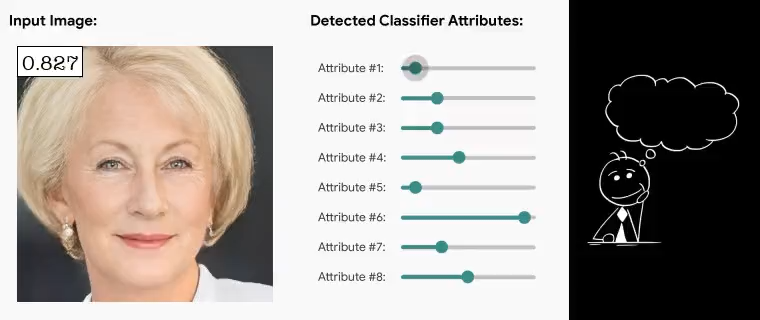 Input Image:
0.827
Detected Classifier Attributes:
Attribute #1:
Attribute #2:
Attribute #3:
Attribute #4:
Attribute #5:
Attribute #6:
Attribute #7:
Attribute #8: